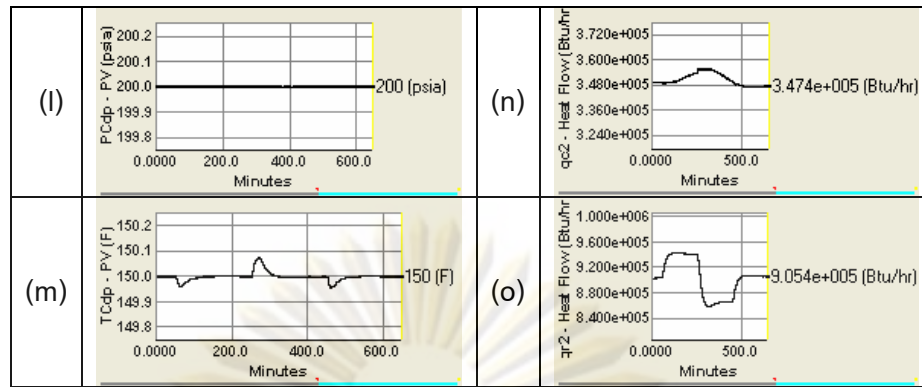 (l)
PCdp - PV (psia)
200.2
200.1
200.0
199.9
199.8
200 (psia)
0.0000 200.0 400.0 600.0
Minutes
(n)
qc2 - Heat Flow (Btu/hr
3.720e+005
3.600e+005
3.480e+005
3.360e+005
3.240e+005
3.474e+005 (Btu/hr)
0.0000 500.0
Minutes
(m)
TCdp - PV (F)
150.2
150.1
150.0
149.9
149.8
150 (F)
0.0000 200.0 400.0 600.0
Minutes
(o)
qr2 - Heat Flow (Btu/hr
1.000e+006
9.600e+005
9.200e+005
8.800e+005
8.400e+005
9.054e+005 (Btu/hr)
0.0000 500.0
Minutes